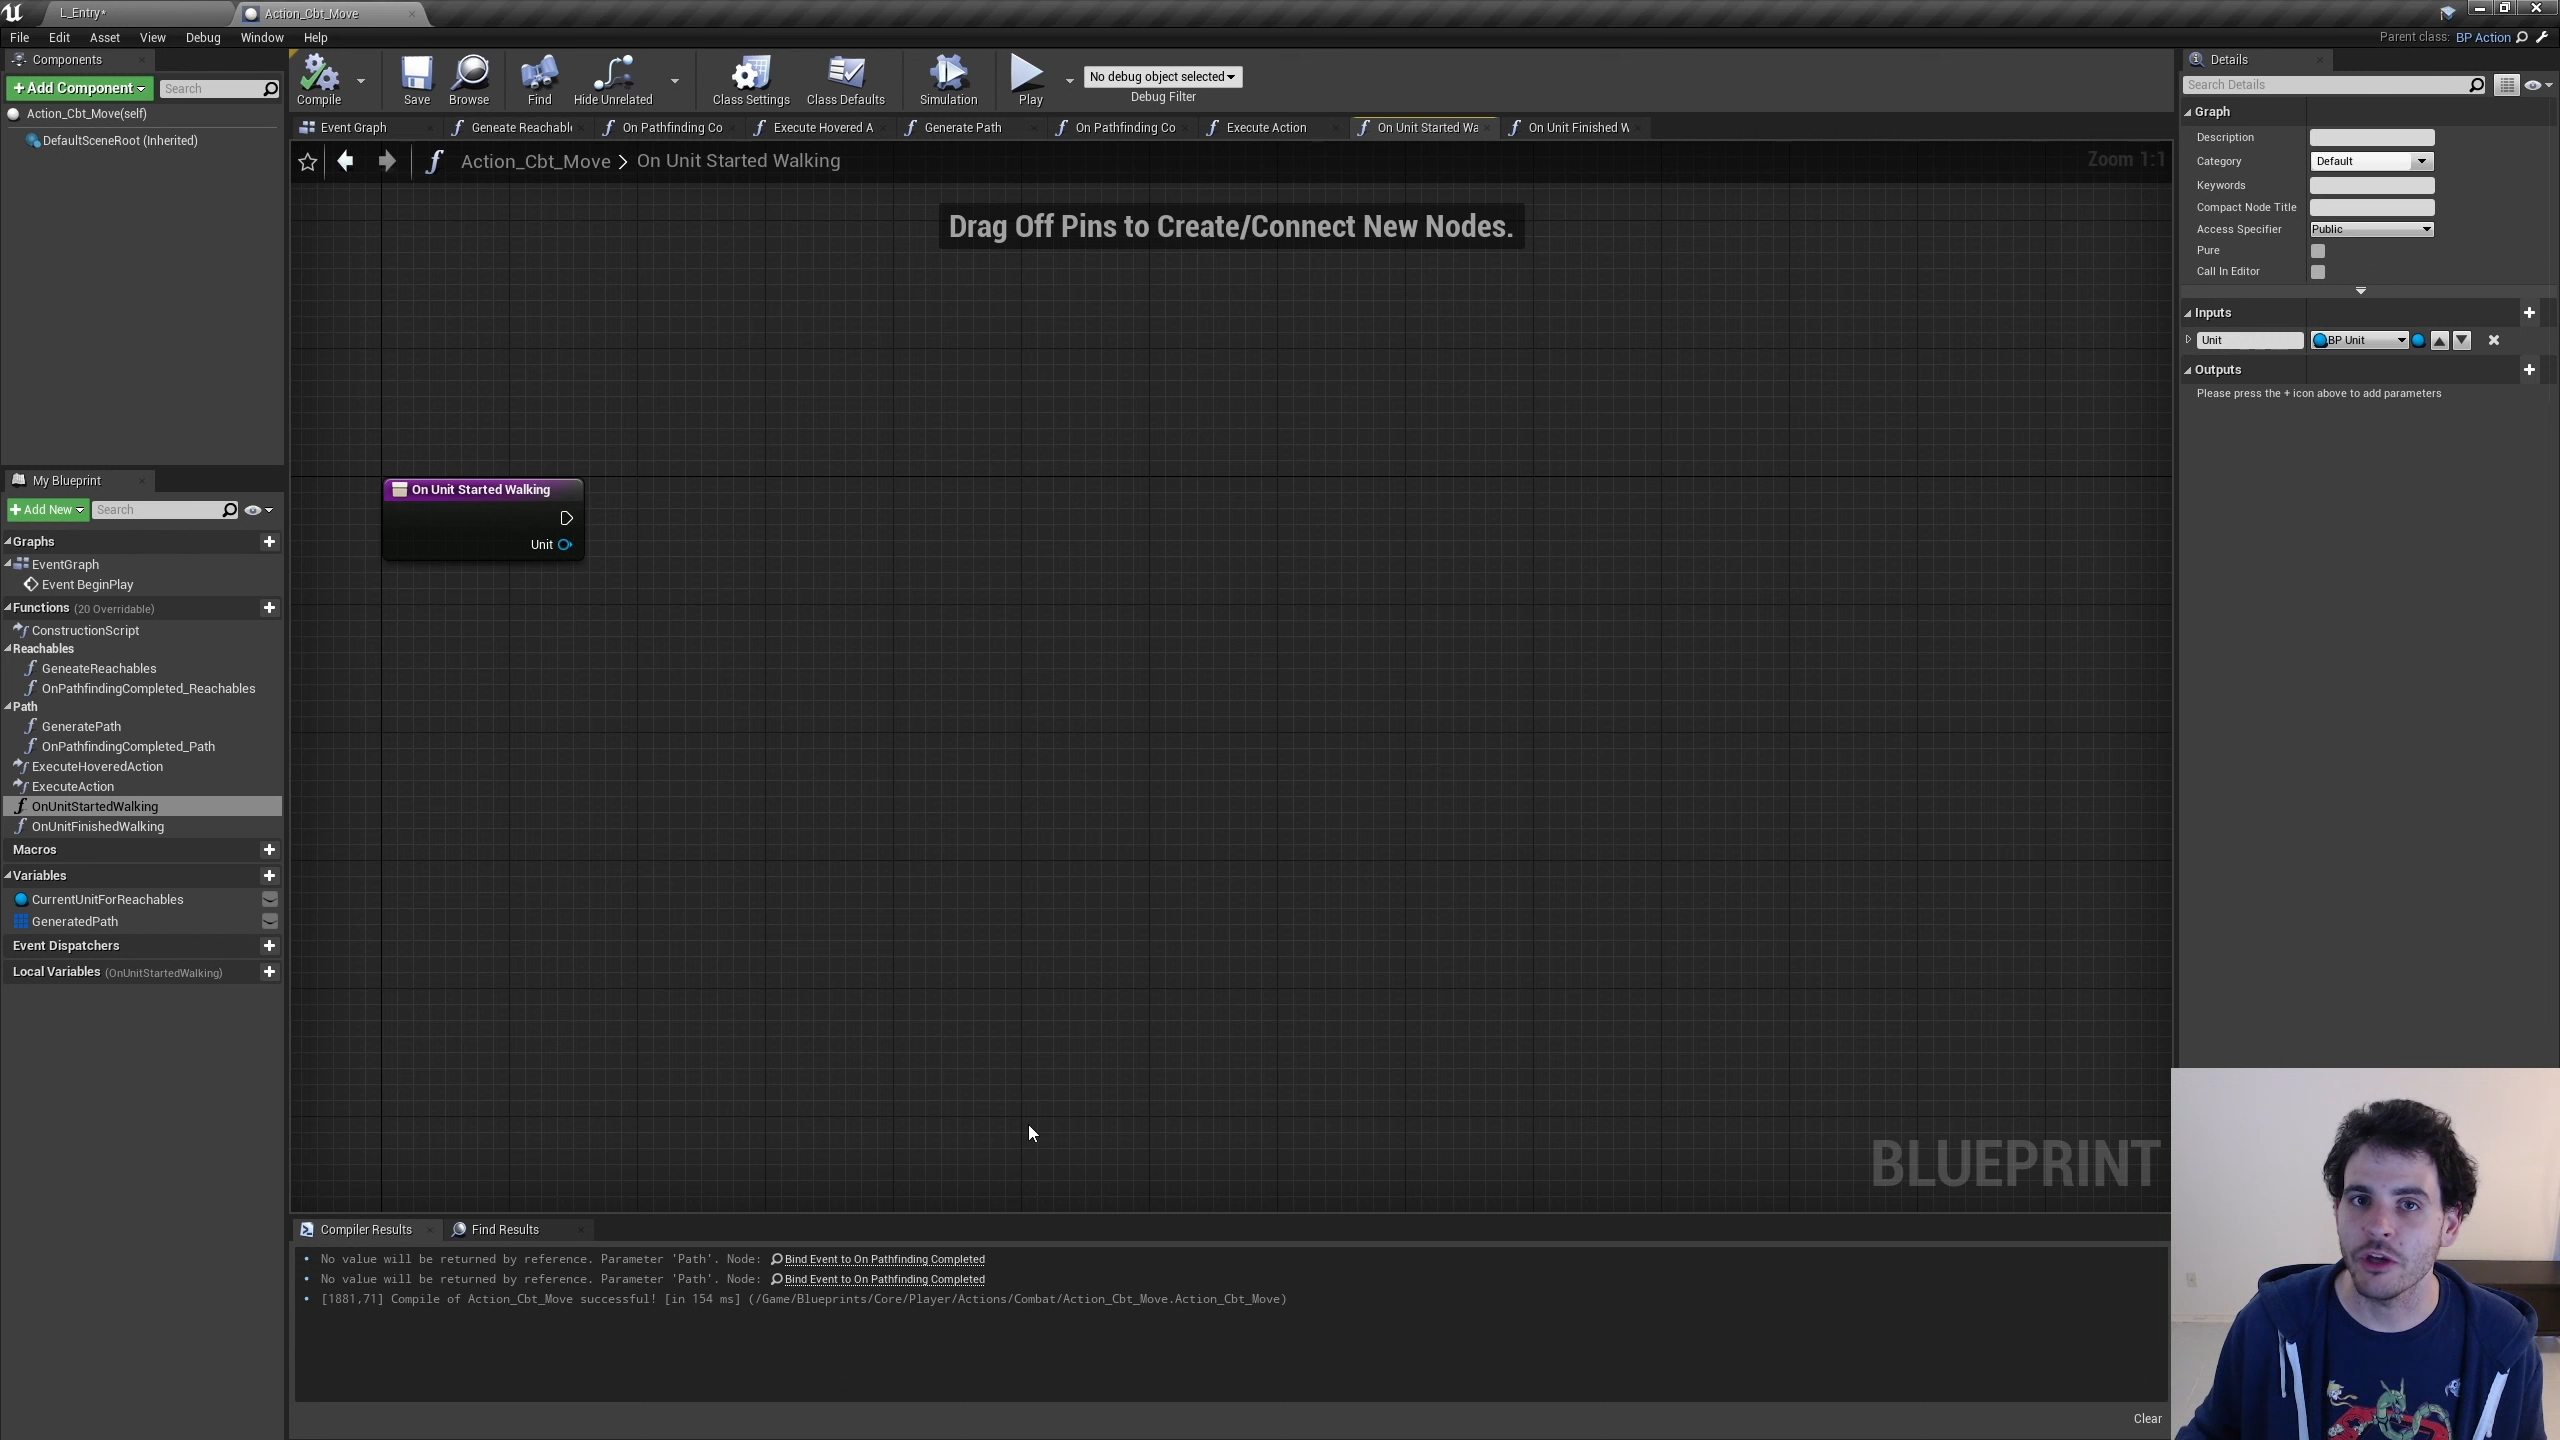 L_Entry*
Action_Cbt_Move
File Edit Asset View Debug Window Help
Parent class: BP Action
Components
+Add Component
Search
Action_Cbt_Move(self)
DefaultSceneRoot (Inherited)
Compile
Save
Browse
Find
Hide Unrelated
Class Settings
Class Defaults
Simulation
Play
No debug object selected
Debug Filter
Event Graph
Geneate Reachabl
On Pathfinding Co
Execute Hovered A
Generate Path
On Pathfinding Co
Execute Action
On Unit Started Wa
On Unit Finished W
Action_Cbt_Move > On Unit Started Walking
Zoom 1:1
Drag Off Pins to Create/Connect New Nodes.
On Unit Started Walking
Unit
BLUEPRINT
My Blueprint
+Add New
Search
Graphs
EventGraph
Event BeginPlay
Functions (20 Overridable)
ConstructionScript
Reachables
GeneateReachables
OnPathfindingCompleted_Reachables
Path
GeneratePath
OnPathfindingCompleted_Path
ExecuteHoveredAction
ExecuteAction
OnUnitStartedWalking
OnUnitFinishedWalking
Macros
Variables
CurrentUnitForReachables
GeneratedPath
Event Dispatchers
Local Variables (OnUnitStartedWalking)
Compiler Results
Find Results
No value will be returned by reference. Parameter 'Path'. Node: Bind Event to On Pathfinding Completed
No value will be returned by reference. Parameter 'Path'. Node: Bind Event to On Pathfinding Completed
[1881,71] Compile of Action_Cbt_Move successful! [in 154 ms] (/Game/Blueprints/Core/Player/Actions/Combat/Action_Cbt_Move.Action_Cbt_Move)
Clear
Details
Search Details
Graph
Description
Category Default
Keywords
Compact Node Title
Access Specifier Public
Pure
Call In Editor
Inputs
Unit BP Unit
Outputs
Please press the + icon above to add parameters